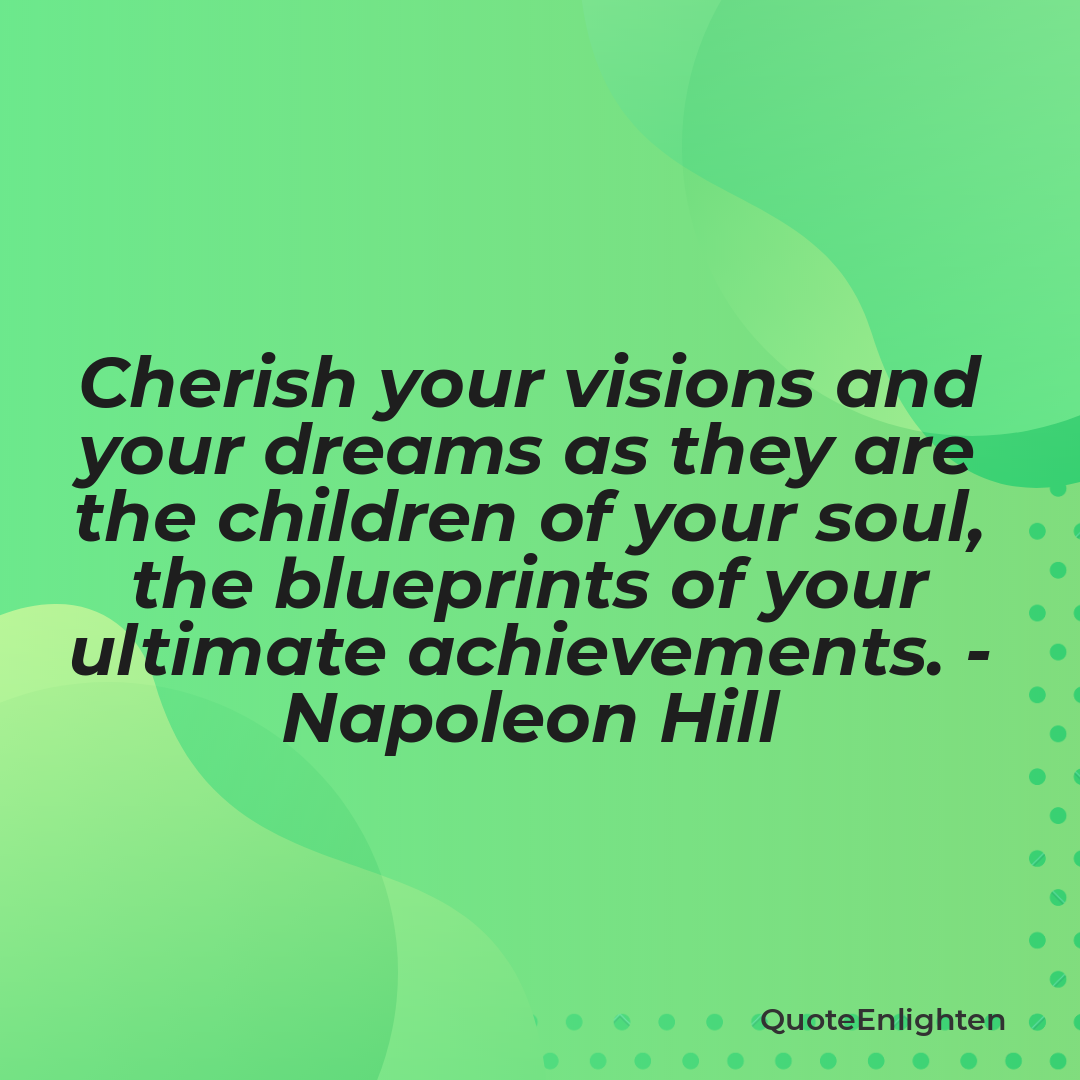 Cherish your visions and
your dreams as they are
the children of your soul,
the blueprints of your
ultimate achievements. -
Napoleon Hill
QuoteEnlighten